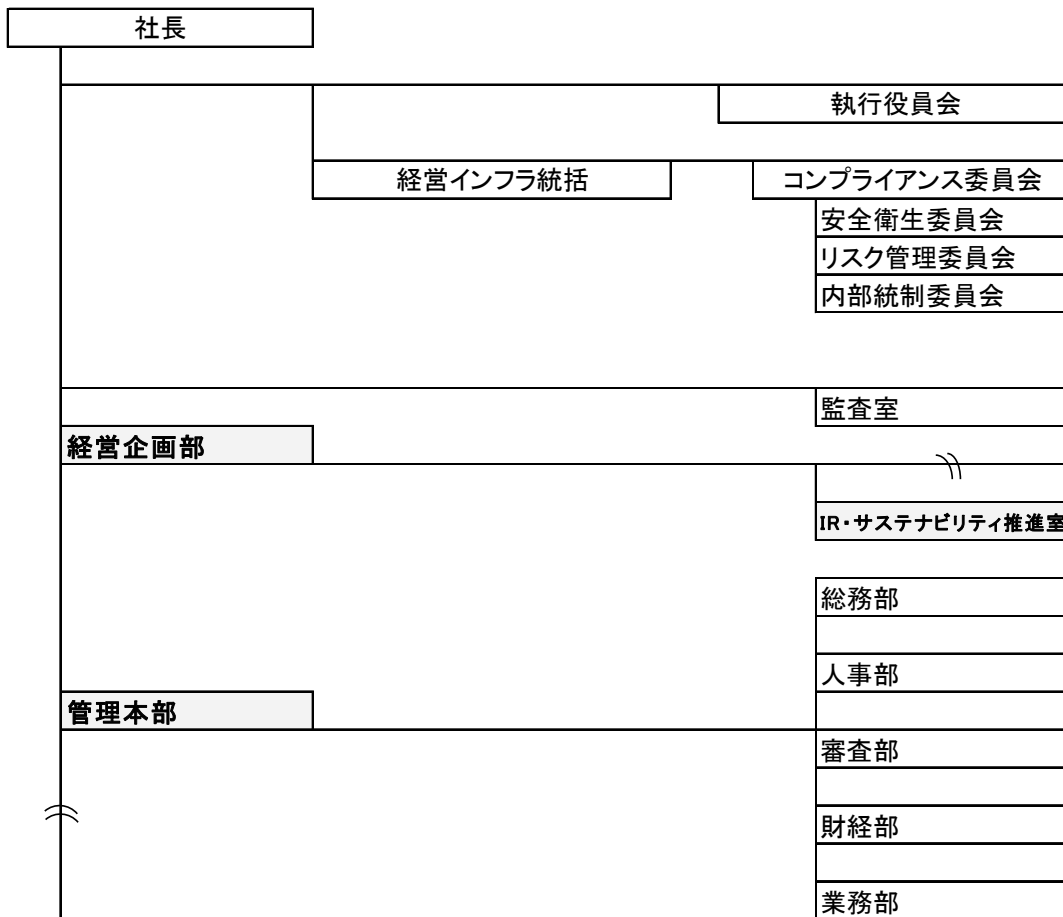 社長
執行役員会
経営インフラ統括
コンプライアンス委員会
安全衛生委員会
リスク管理委員会
内部統制委員会
監査室
経営企画部
IR・サステナビリティ推進室
総務部
人事部
管理本部
審査部
財経部
業務部